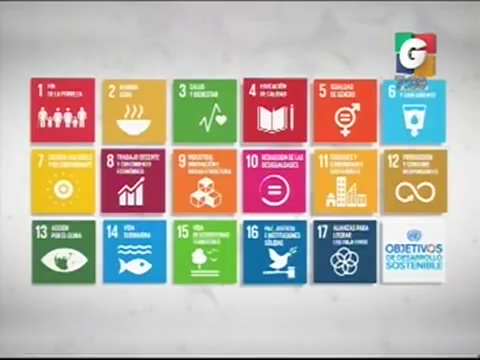 G
1 FIN
DE LA POBREZA
2 HAMBRE
CERO
3 SALUD
Y BIENESTAR
4 EDUCACIÓN
DE CALIDAD
5 IGUALDAD
DE GÉNERO
6
Y SANEAMIENTO
7 ENERGÍA ASEQUIBLE
Y NO CONTAMINANTE
8 TRABAJO DECENTE
Y CRECIMIENTO
ECONÓMICO
9 INDUSTRIA,
INNOVACIÓN E
INFRAESTRUCTURA
10 REDUCCIÓN DE LAS
DESIGUALDADES
11 CIUDADES Y
COMUNIDADES
SOSTENIBLES
12 PRODUCCIÓN
Y CONSUMO
RESPONSABLES
13 ACCIÓN
POR EL CLIMA
14 VIDA
SUBMARINA
15 VIDA
DE ECOSISTEMAS
TERRESTRES
16 PAZ, JUSTICIA
E INSTITUCIONES
SÓLIDAS
17 ALIANZAS PARA
LOGRAR
LOS OBJETIVOS
OBJETIVOS
DE DESARROLLO
SOSTENIBLE